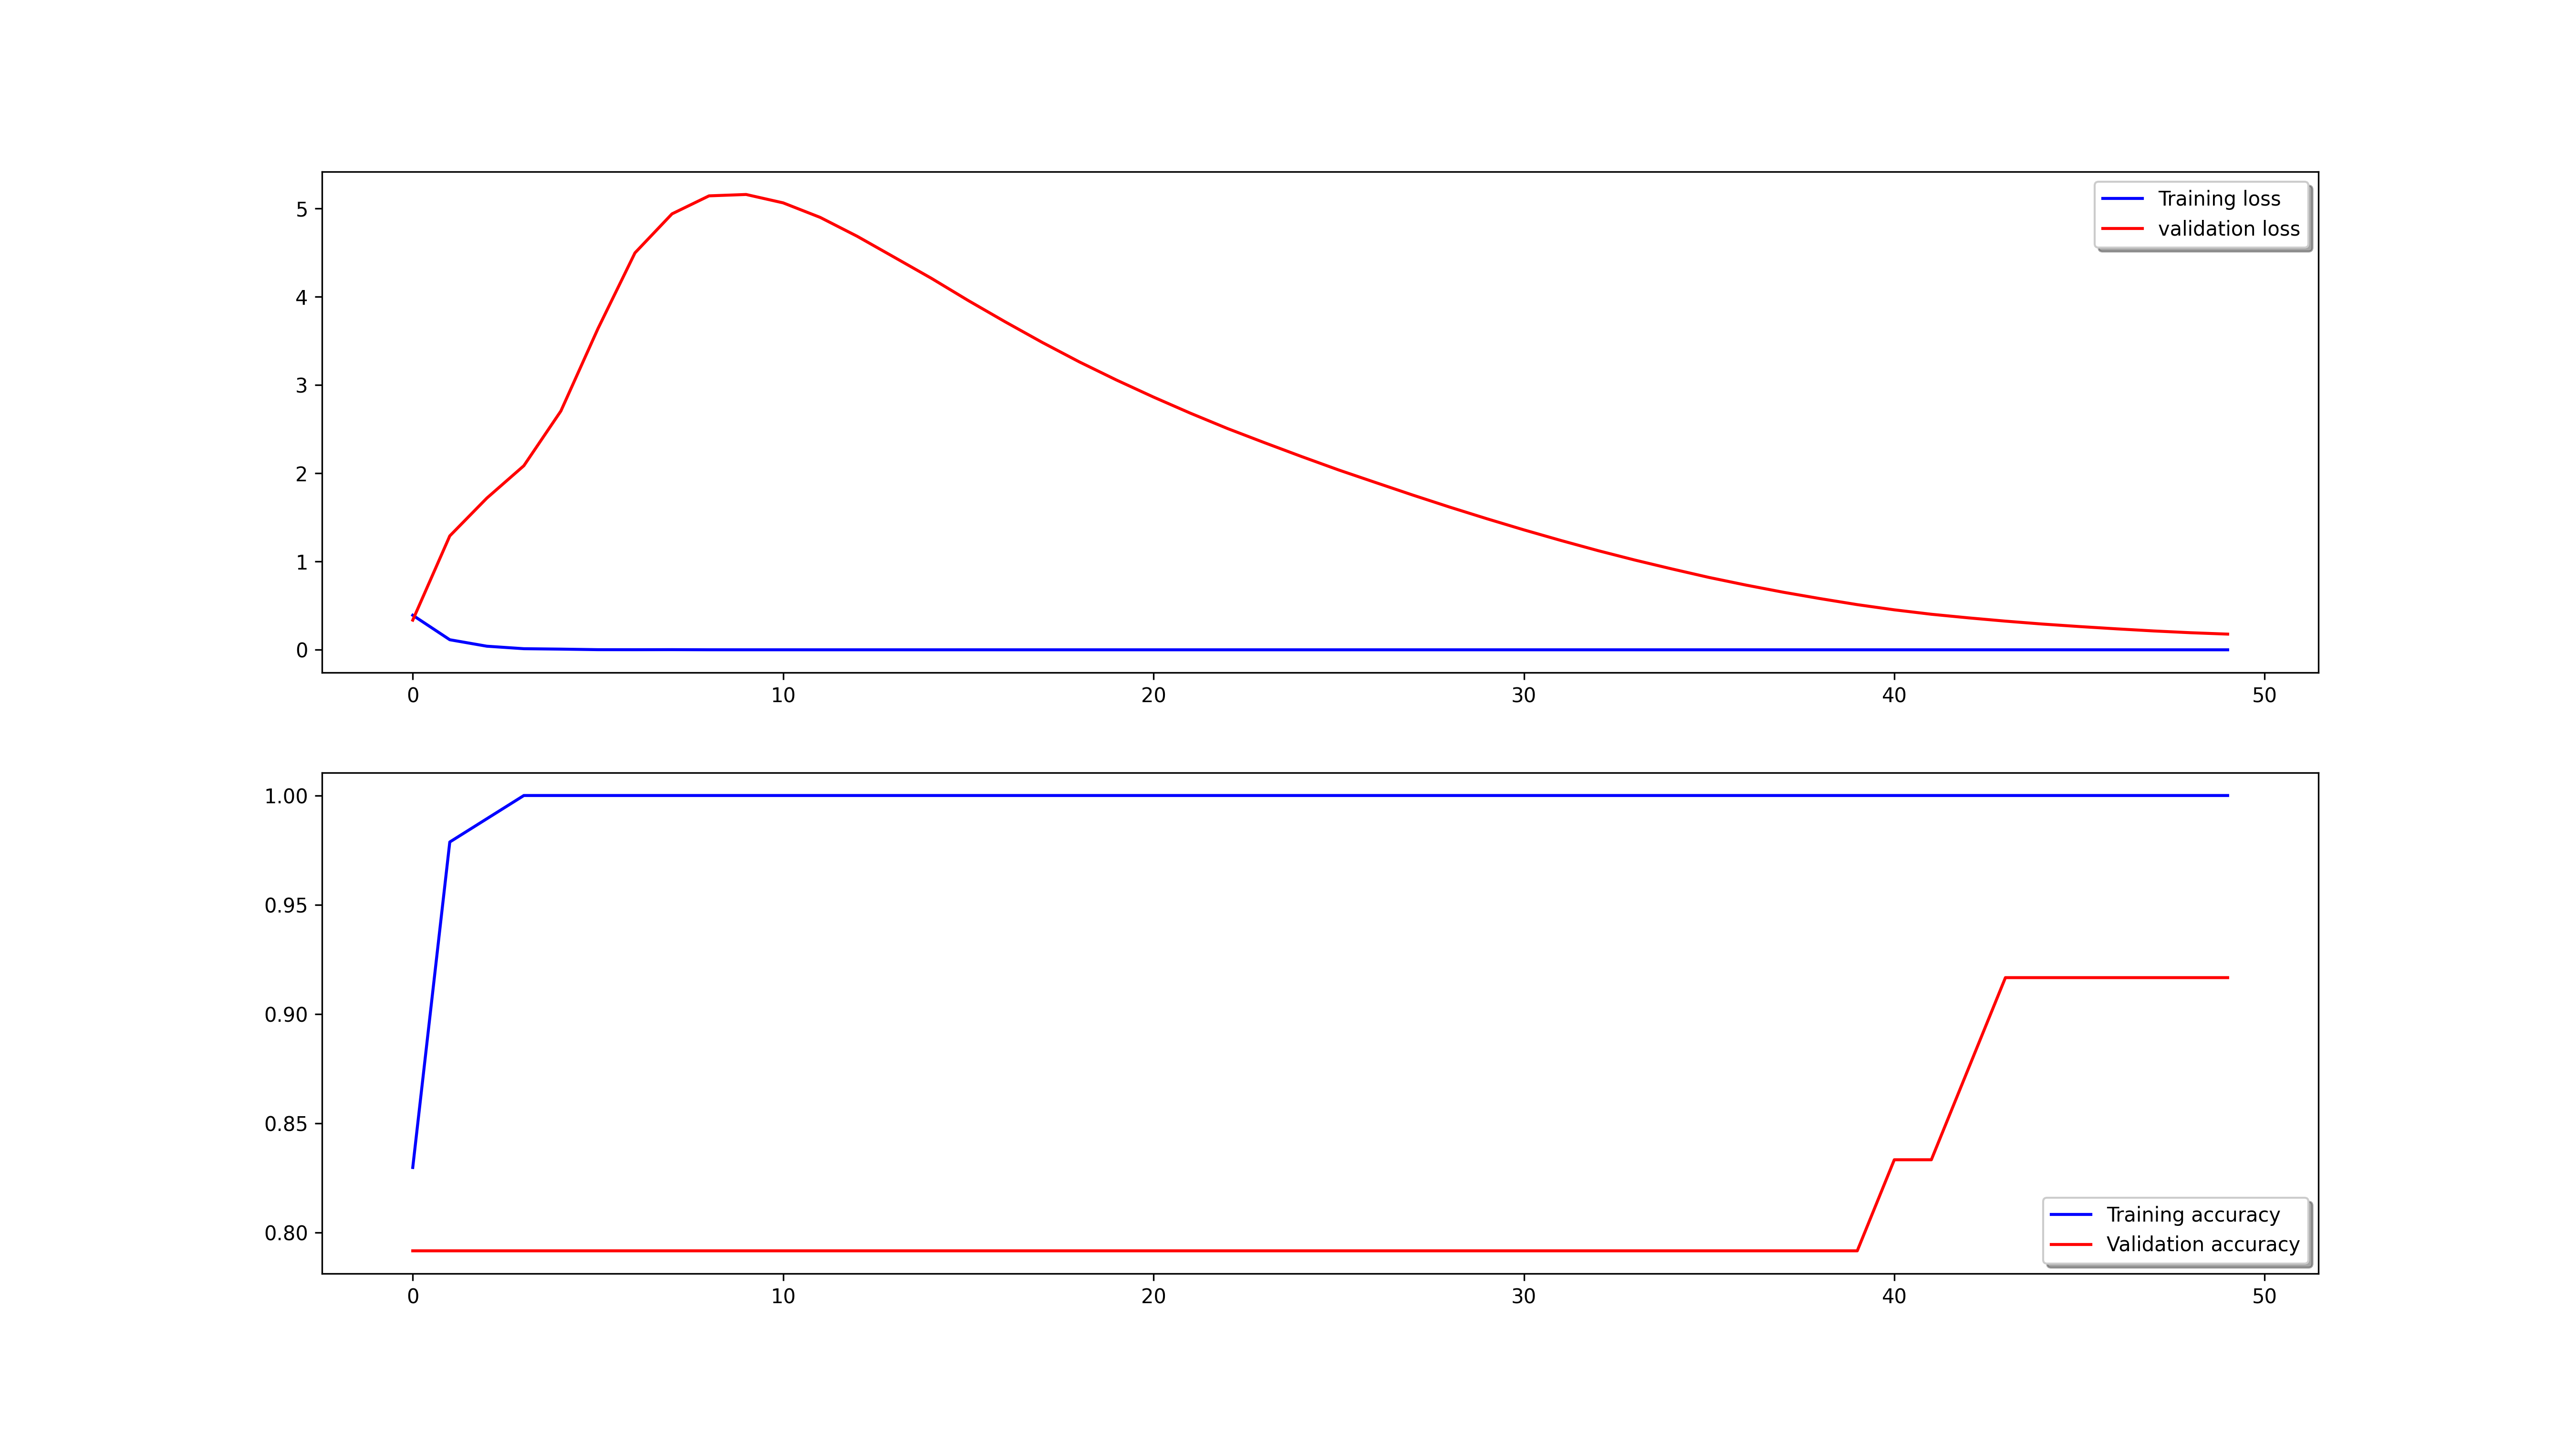 5
4
3
2
1
0
Training loss
validation loss
0 10 20 30 40 50
1.00
0.95
0.90
0.85
0.80
Training accuracy
Validation accuracy
0 10 20 30 40 50